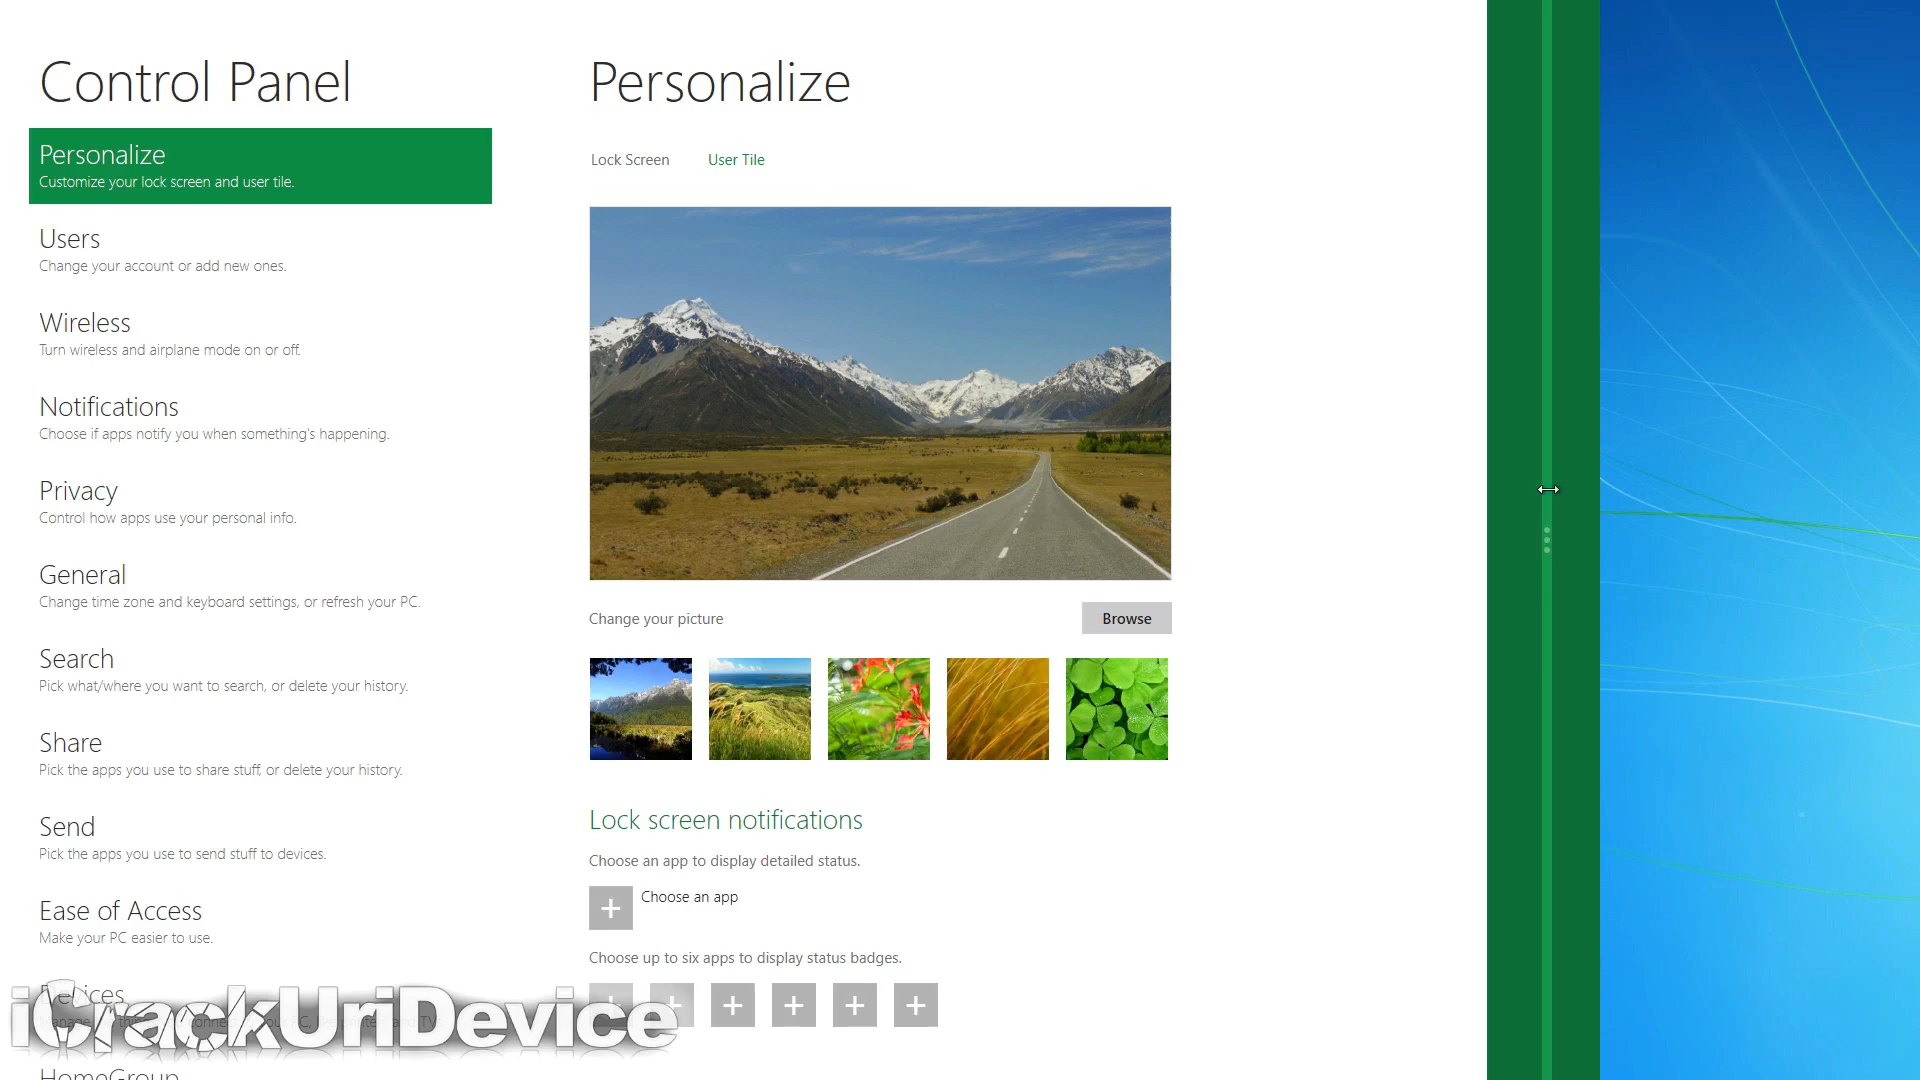 Control Panel
Personalize
Customize your lock screen and user tile.
Users
Change your account or add new ones.
Wireless
Turn wireless and airplane mode on or off.
Notifications
Choose if apps notify you when something's happening.
Privacy
Control how apps use your personal info.
General
Change time zone and keyboard settings, or refresh your PC.
Search
Pick what/where you want to search, or delete your history.
Share
Pick the apps you use to share stuff, or delete your history.
Send
Pick the apps you use to send stuff to devices.
Ease of Access
Make your PC easier to use.
Devices
HomeGroup
Personalize
Lock Screen User Tile
Change your picture Browse
Lock screen notifications
Choose an app to display detailed status.
Choose an app
Choose up to six apps to display status badges.
iCrackUriDevice